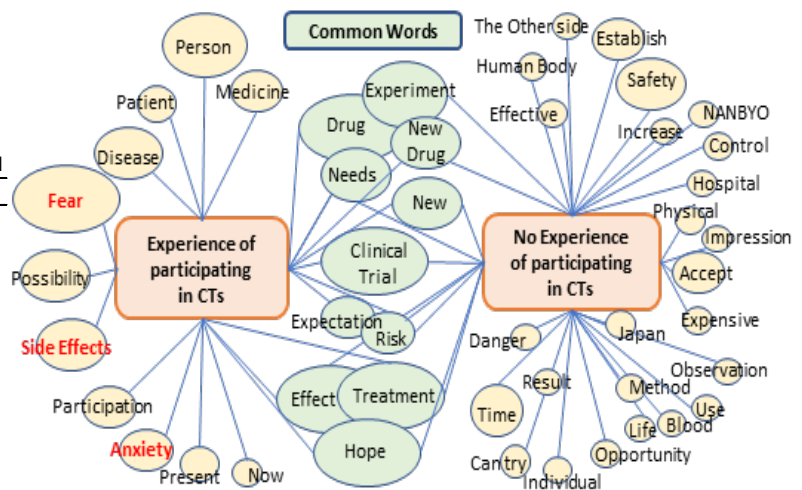 Common Words
The Other side
Establish
Person
Human Body
Safety
Experiment
Medicine
Patient
Effective
Drug
New
Drug
Increase
NANBYO
Control
Disease
Needs
Hospital
Fear
New
Physical
Experience of
participating
in CTs
No Experience
of participating
in CTs
Impression
Clinical
Trial
Accept
Possibility
Expectation
Risk
Expensive
Side Effects
Danger
Japan
Observation
Result
Method
Participation
Effect
Treatment
Time
Use
Life
Blood
Anxiety
Hope
Opportunity
Present
Now
Cantry
Individual